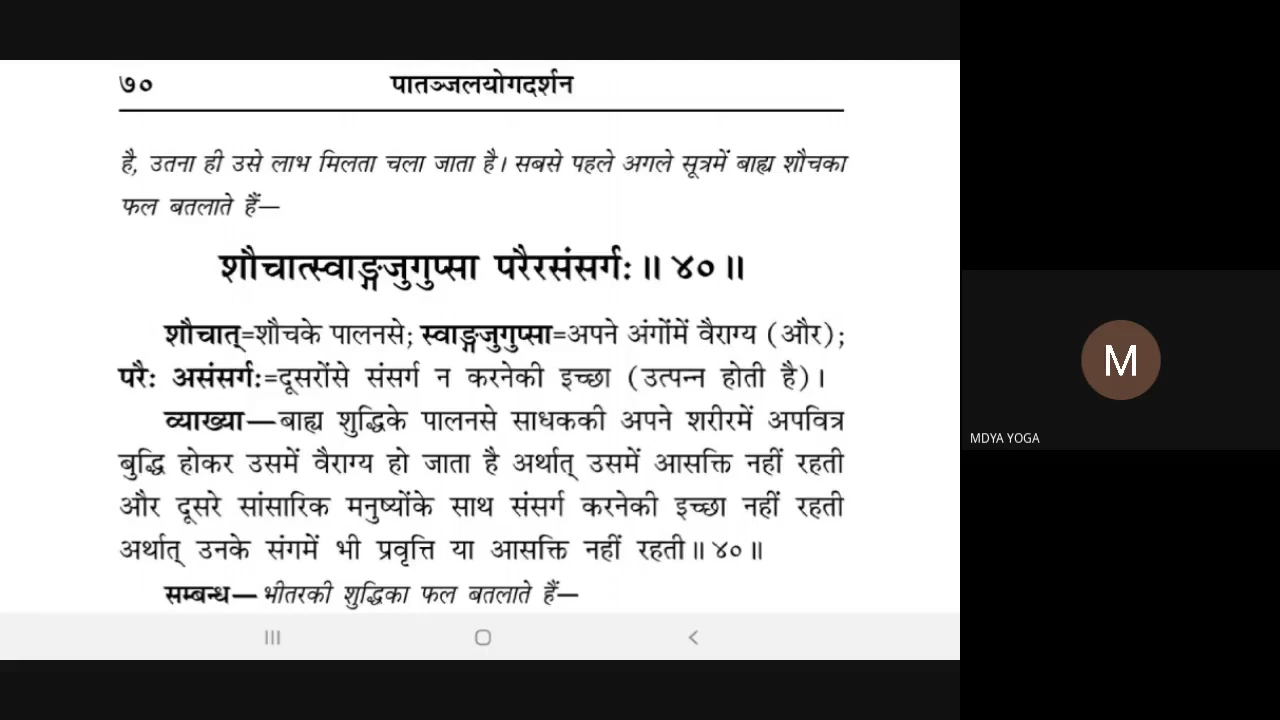 ७० पातञ्जलयोगदर्शन
है, उतना ही उसे लाभ मिलता चला जाता है। सबसे पहले अगले सूत्रमें बाह्य शौचका
फल बतलाते हैं—
शौचात्स्वाङ्गजुगुप्सा परैरसंसर्गः॥ ४०॥
शौचात्=शौचके पालनसे; स्वाङ्गजुगुप्सा=अपने अंगोंमें वैराग्य (और);
परैः असंसर्गः=दूसरोंसे संसर्ग न करनेकी इच्छा (उत्पन्न होती है)।
व्याख्या—बाह्य शुद्धिके पालनसे साधककी अपने शरीरमें अपवित्र
बुद्धि होकर उसमें वैराग्य हो जाता है अर्थात् उसमें आसक्ति नहीं रहती
और दूसरे सांसारिक मनुष्योंके साथ संसर्ग करनेकी इच्छा नहीं रहती
अर्थात् उनके संगमें भी प्रवृत्ति या आसक्ति नहीं रहती॥ ४०॥
सम्बन्ध—भीतरकी शुद्धिका फल बतलाते हैं—
M
MDYA YOGA